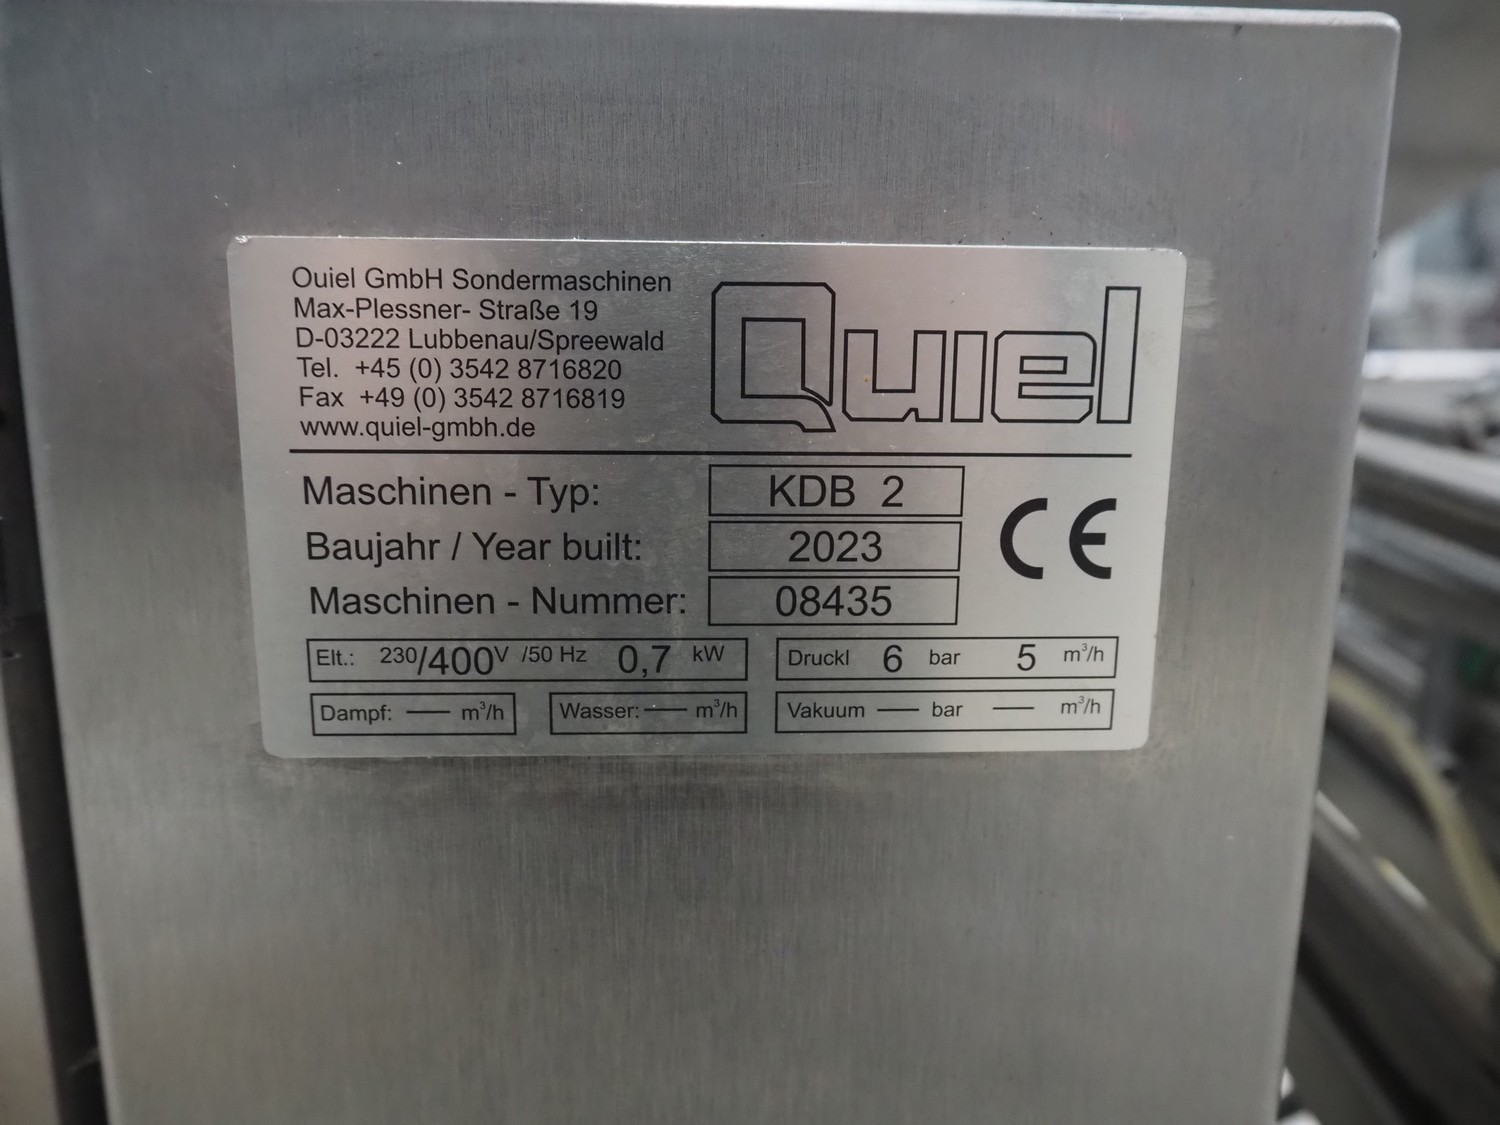 Quiel GmbH Sondermaschinen
Max-Plessner- Straße 19
D-03222 Lubbenau/Spreewald
Tel. +45 (0) 3542 8716820
Fax +49 (0) 3542 8716819
www.quiel-gmbh.de
Quiel
Maschinen - Typ: KDB 2
Baujahr / Year built: 2023
Maschinen - Nummer: 08435
CE
Elt.: 230/400V /50 Hz 0,7 kW
Druckl 6 bar 5 m³/h
Dampf: — m³/h
Wasser: — m³/h
Vakuum — bar — m³/h